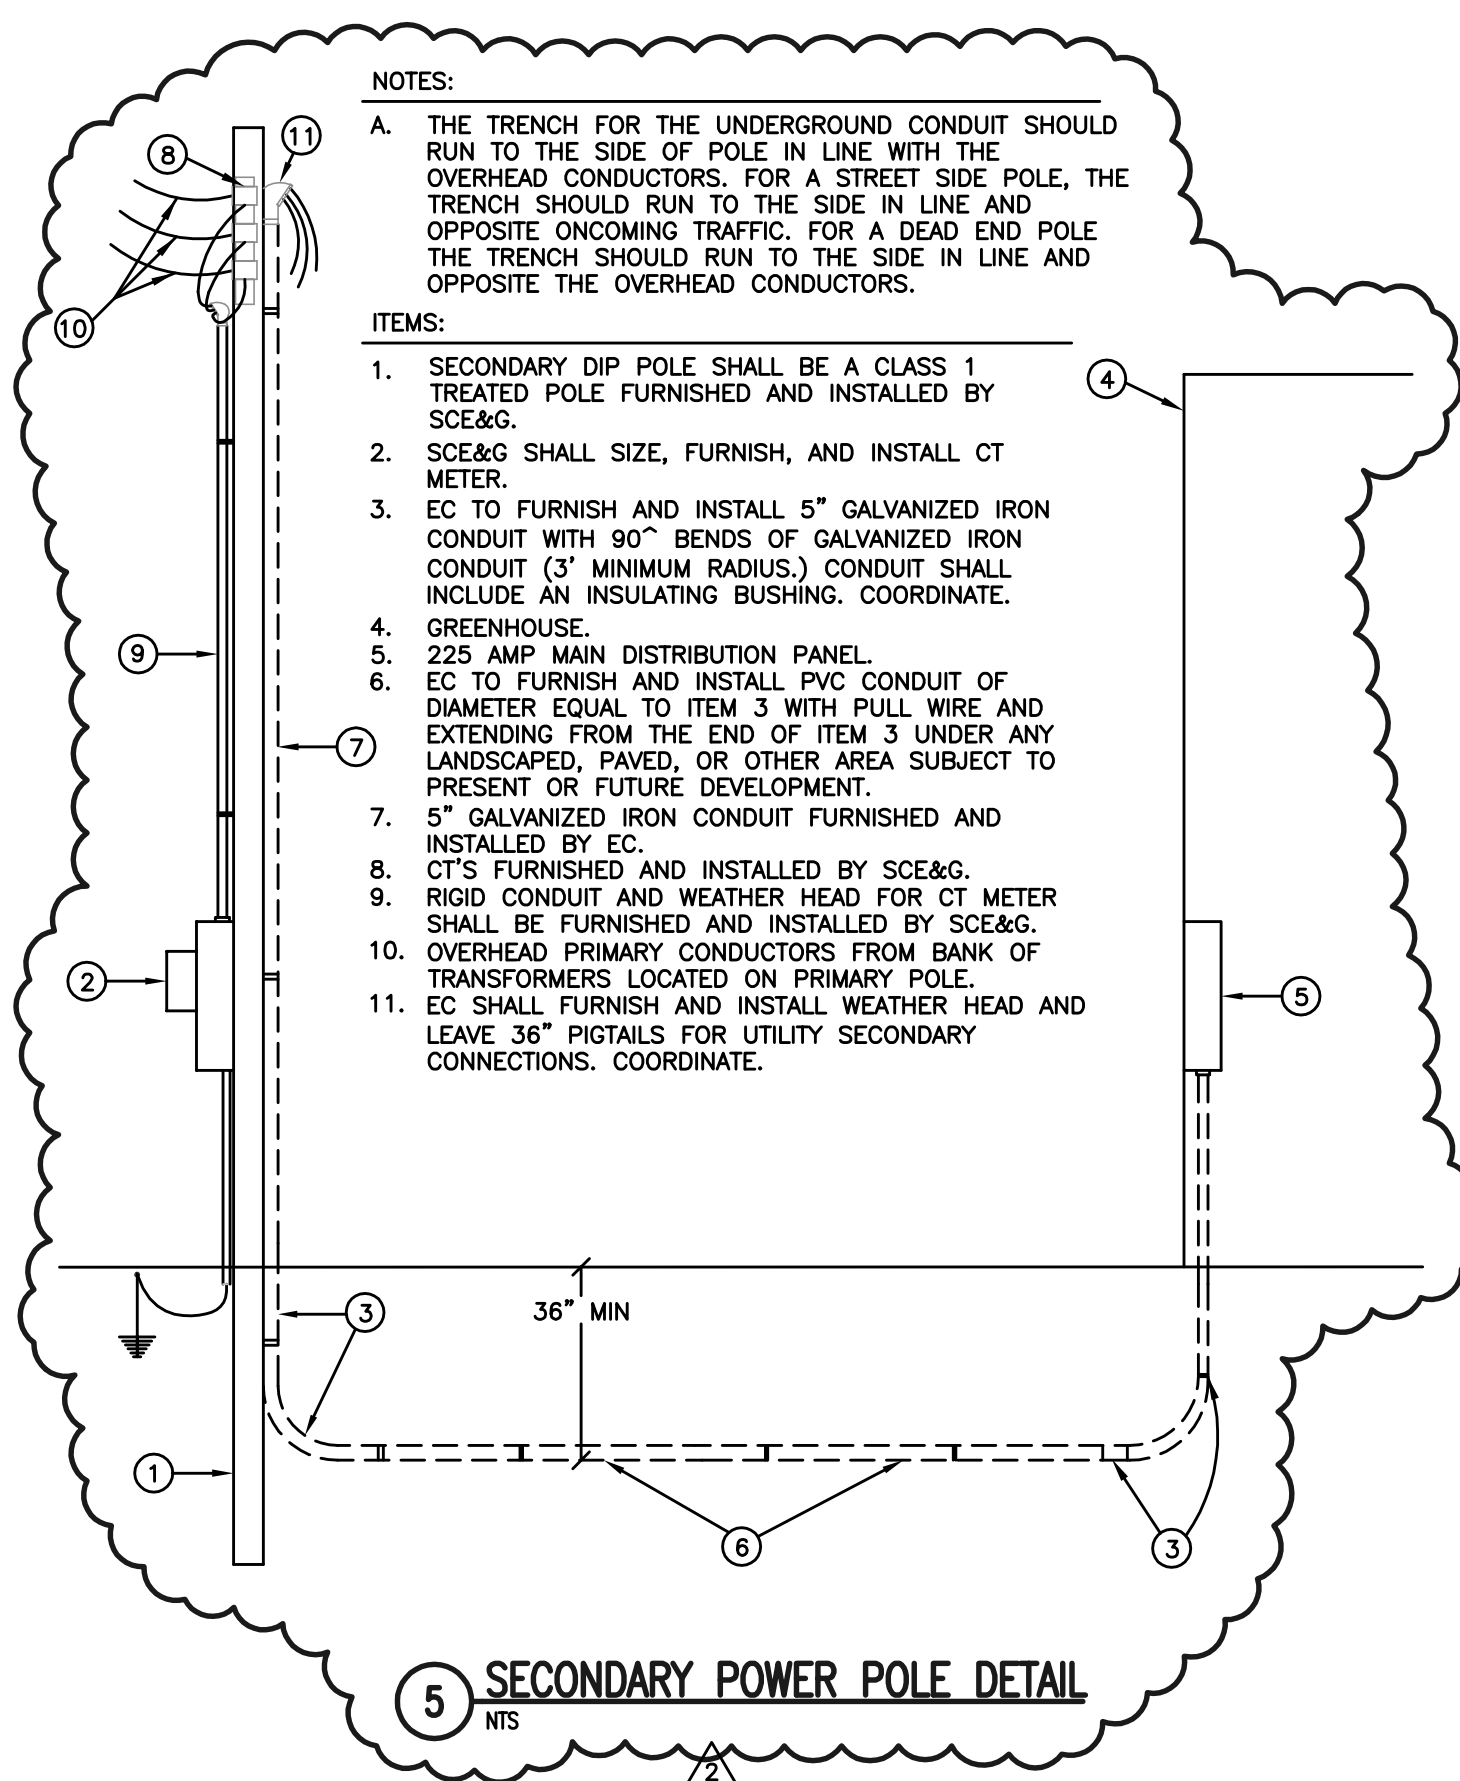 NOTES:
A. THE TRENCH FOR THE UNDERGROUND CONDUIT SHOULD
RUN TO THE SIDE OF POLE IN LINE WITH THE
OVERHEAD CONDUCTORS. FOR A STREET SIDE POLE, THE
TRENCH SHOULD RUN TO THE SIDE IN LINE AND
OPPOSITE ONCOMING TRAFFIC. FOR A DEAD END POLE
THE TRENCH SHOULD RUN TO THE SIDE IN LINE AND
OPPOSITE THE OVERHEAD CONDUCTORS.
ITEMS:
1. SECONDARY DIP POLE SHALL BE A CLASS 1
TREATED POLE FURNISHED AND INSTALLED BY
SCE&G.
2. SCE&G SHALL SIZE, FURNISH, AND INSTALL CT
METER.
3. EC TO FURNISH AND INSTALL 5" GALVANIZED IRON
CONDUIT WITH 90^ BENDS OF GALVANIZED IRON
CONDUIT (3' MINIMUM RADIUS.) CONDUIT SHALL
INCLUDE AN INSULATING BUSHING. COORDINATE.
4. GREENHOUSE.
5. 225 AMP MAIN DISTRIBUTION PANEL.
6. EC TO FURNISH AND INSTALL PVC CONDUIT OF
DIAMETER EQUAL TO ITEM 3 WITH PULL WIRE AND
EXTENDING FROM THE END OF ITEM 3 UNDER ANY
LANDSCAPED, PAVED, OR OTHER AREA SUBJECT TO
PRESENT OR FUTURE DEVELOPMENT.
7. 5" GALVANIZED IRON CONDUIT FURNISHED AND
INSTALLED BY EC.
8. CT'S FURNISHED AND INSTALLED BY SCE&G.
9. RIGID CONDUIT AND WEATHER HEAD FOR CT METER
SHALL BE FURNISHED AND INSTALLED BY SCE&G.
10. OVERHEAD PRIMARY CONDUCTORS FROM BANK OF
TRANSFORMERS LOCATED ON PRIMARY POLE.
11. EC SHALL FURNISH AND INSTALL WEATHER HEAD AND
LEAVE 36" PIGTAILS FOR UTILITY SECONDARY
CONNECTIONS. COORDINATE.
8
11
10
4
9
7
2
5
3
36" MIN
1
6
3
5 SECONDARY POWER POLE DETAIL
NTS
2